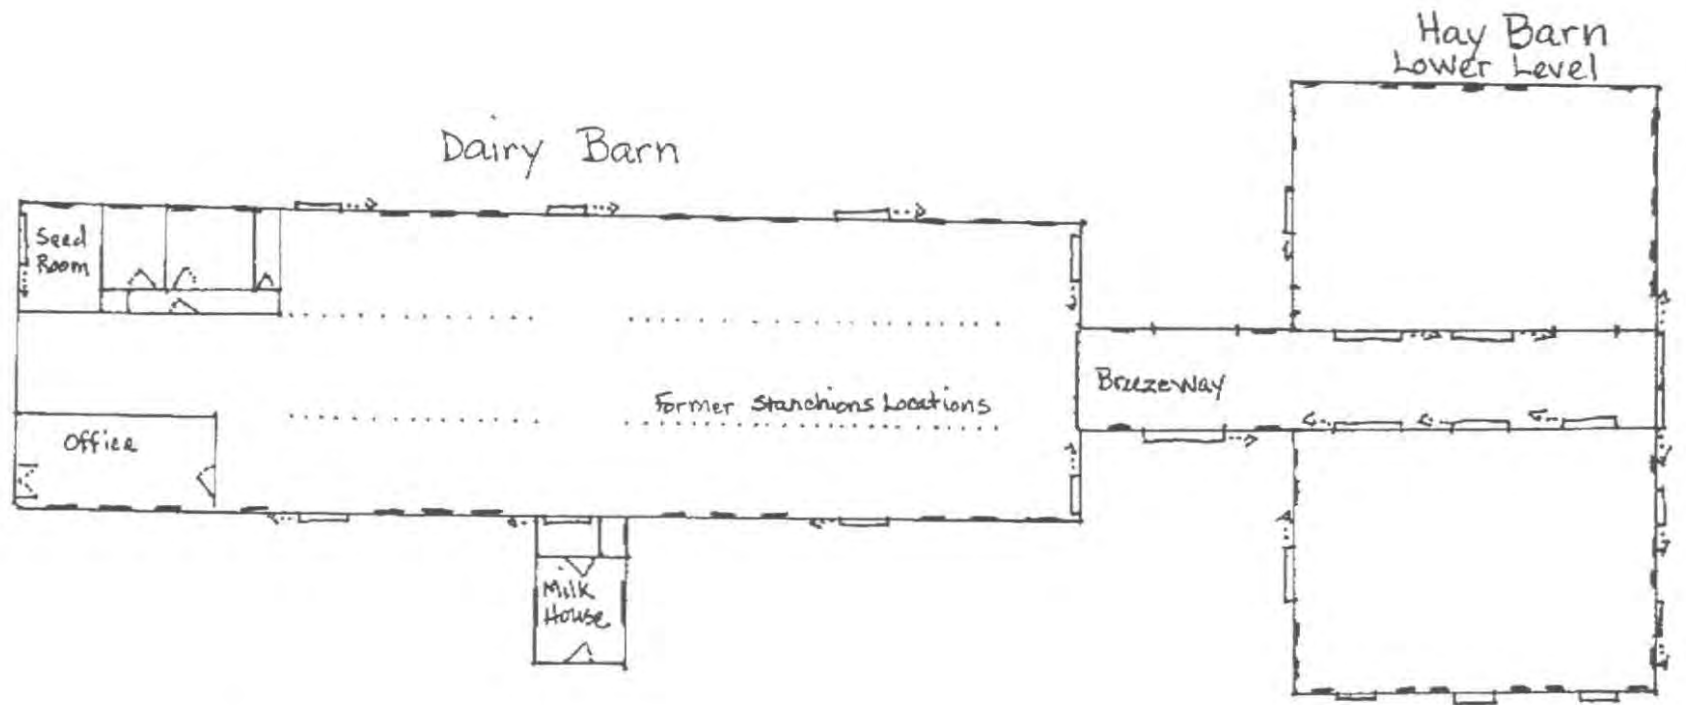 Hay Barn
Lower Level
Dairy Barn
Seed
Room
Breezeway
Former Stanchions Locations
Office
Milk
House